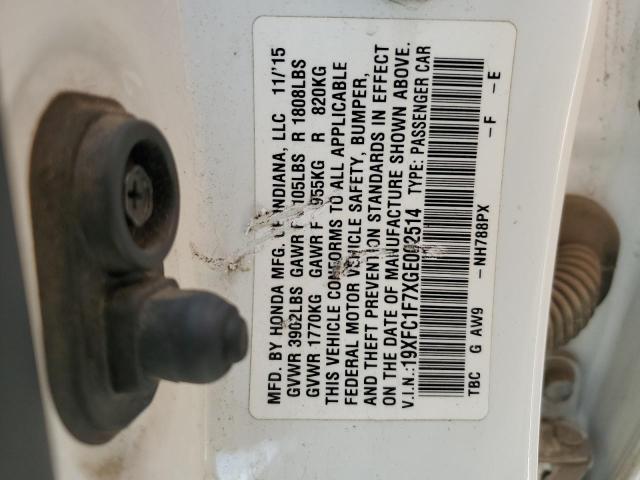 MFD. BY HONDA MFG. OF INDIANA, LLC 11/'15
GVWR 3902LBS GAWR F 2105LBS R 1808LBS
GVWR 1770KG GAWR F 955KG R 820KG
THIS VEHICLE CONFORMS TO ALL APPLICABLE
FEDERAL MOTOR VEHICLE SAFETY, BUMPER,
AND THEFT PREVENTION STANDARDS IN EFFECT
ON THE DATE OF MANUFACTURE SHOWN ABOVE.
V.I.N.:19XFC1F7XGE002514 TYPE: PASSENGER CAR
TBC G AW9 -NH788PX -F -E